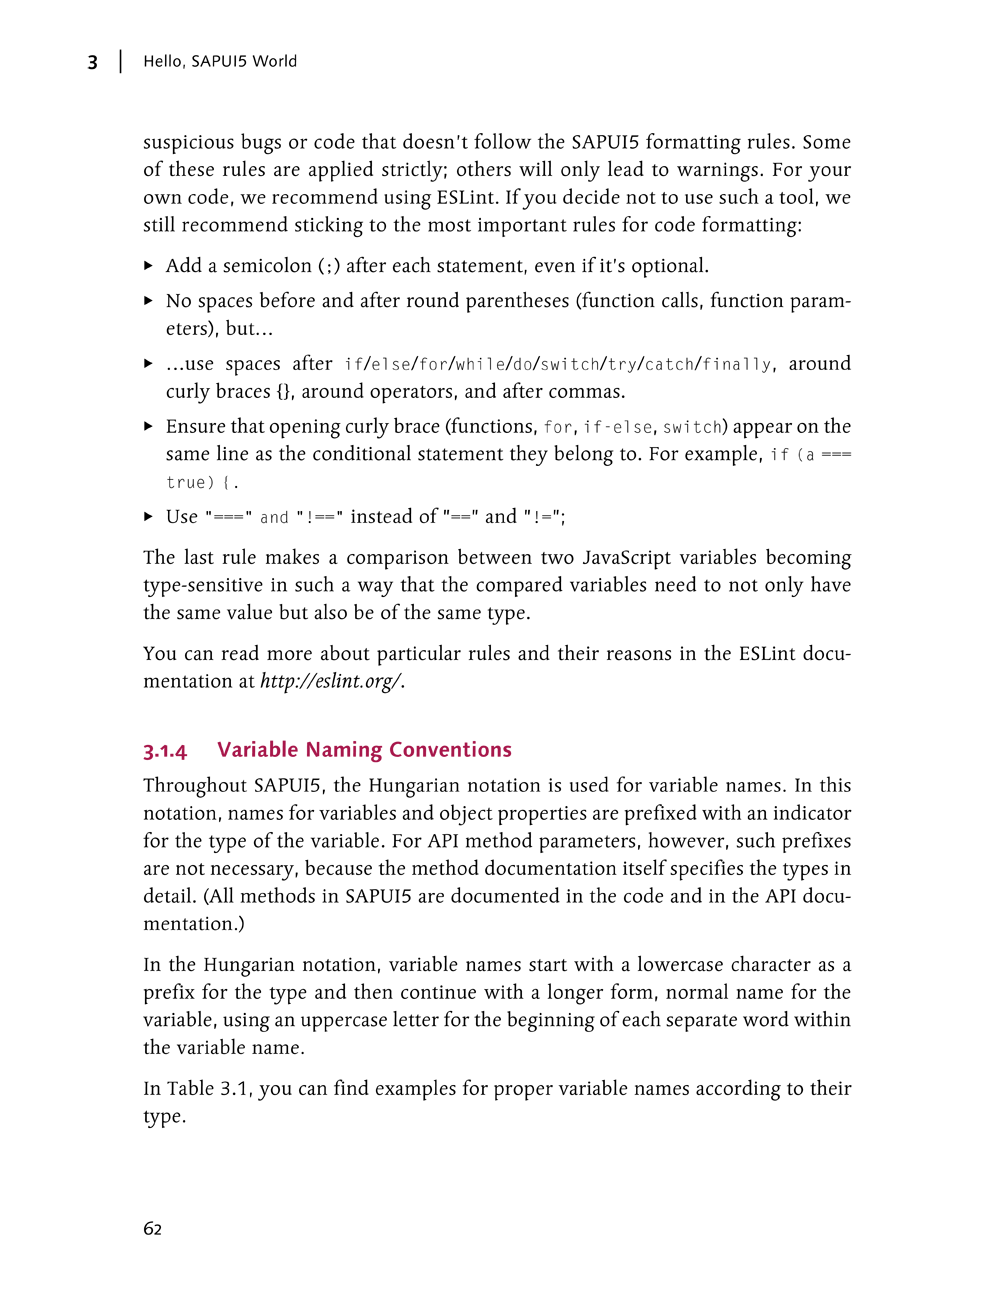 3 | Hello, SAPUI5 World
suspicious bugs or code that doesn't follow the SAPUI5 formatting rules. Some
of these rules are applied strictly; others will only lead to warnings. For your
own code, we recommend using ESLint. If you decide not to use such a tool, we
still recommend sticking to the most important rules for code formatting:
▶ Add a semicolon (;) after each statement, even if it's optional.
▶ No spaces before and after round parentheses (function calls, function param-
eters), but...
▶ ...use spaces after if/else/for/while/do/switch/try/catch/finally, around
curly braces {}, around operators, and after commas.
▶ Ensure that opening curly brace (functions, for, if-else, switch) appear on the
same line as the conditional statement they belong to. For example, if (a ===
true) {.
▶ Use "===" and "!==" instead of "==" and "!=";
The last rule makes a comparison between two JavaScript variables becoming
type-sensitive in such a way that the compared variables need to not only have
the same value but also be of the same type.
You can read more about particular rules and their reasons in the ESLint docu-
mentation at http://eslint.org/.
3.1.4 Variable Naming Conventions
Throughout SAPUI5, the Hungarian notation is used for variable names. In this
notation, names for variables and object properties are prefixed with an indicator
for the type of the variable. For API method parameters, however, such prefixes
are not necessary, because the method documentation itself specifies the types in
detail. (All methods in SAPUI5 are documented in the code and in the API docu-
mentation.)
In the Hungarian notation, variable names start with a lowercase character as a
prefix for the type and then continue with a longer form, normal name for the
variable, using an uppercase letter for the beginning of each separate word within
the variable name.
In Table 3.1, you can find examples for proper variable names according to their
type.
62